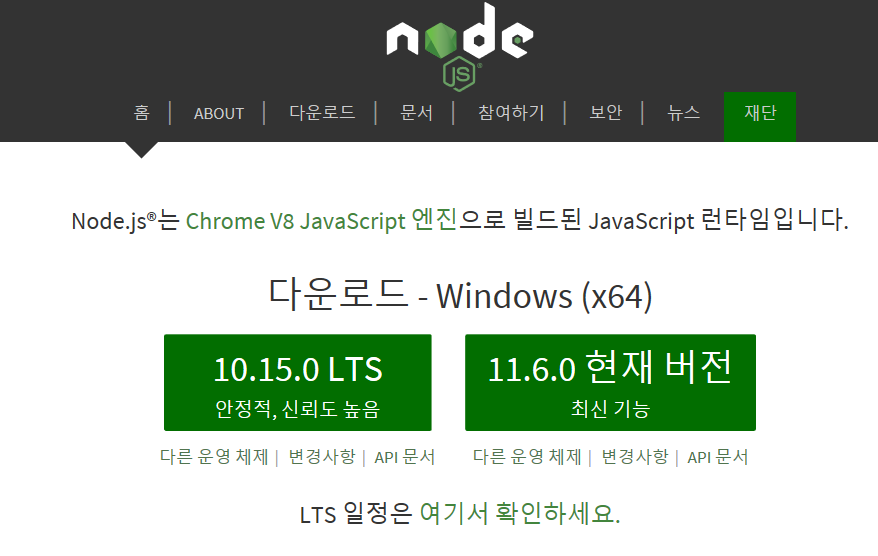 node
JS®
홈 | ABOUT | 다운로드 | 문서 | 참여하기 | 보안 | 뉴스 재단
Node.js®는 Chrome V8 JavaScript 엔진으로 빌드된 JavaScript 런타임입니다.
다운로드 - Windows (x64)
10.15.0 LTS 11.6.0 현재 버전
안정적, 신뢰도 높음 최신 기능
다른 운영 체제 | 변경사항 | API 문서 다른 운영 체제 | 변경사항 | API 문서
LTS 일정은 여기서 확인하세요.